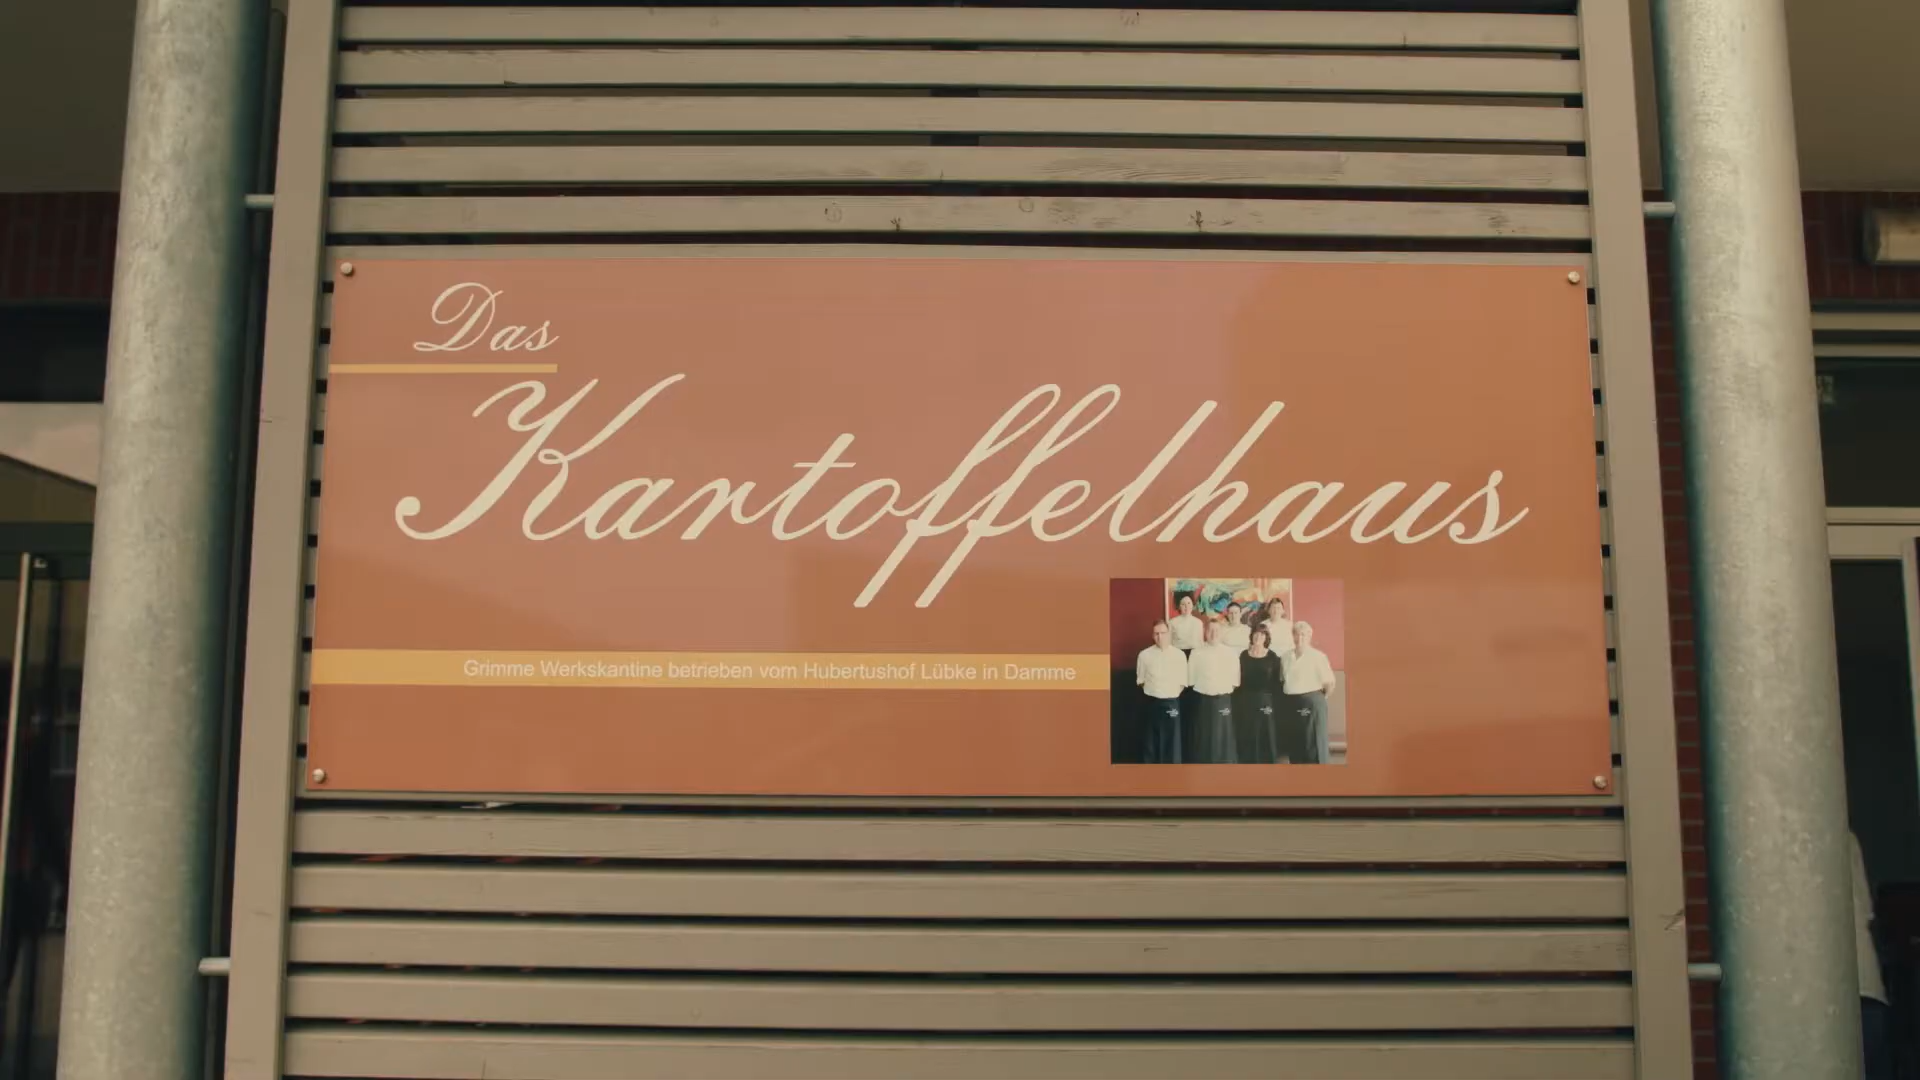 Das
Kartoffelhaus
Grimme Werkskantine betrieben vom Hubertushof Lübke in Damme